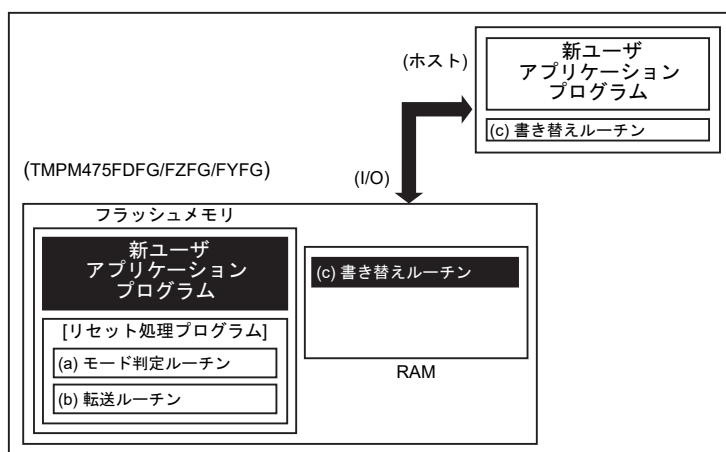 (ホスト)
新ユーザ
アプリケーション
プログラム
(c) 書き替えルーチン
(TMPM475FDFG/FZFG/FYFG)
(I/O)
フラッシュメモリ
新ユーザ
アプリケーション
プログラム
[リセット処理プログラム]
(a) モード判定ルーチン
(b) 転送ルーチン
(c) 書き替えルーチン
RAM